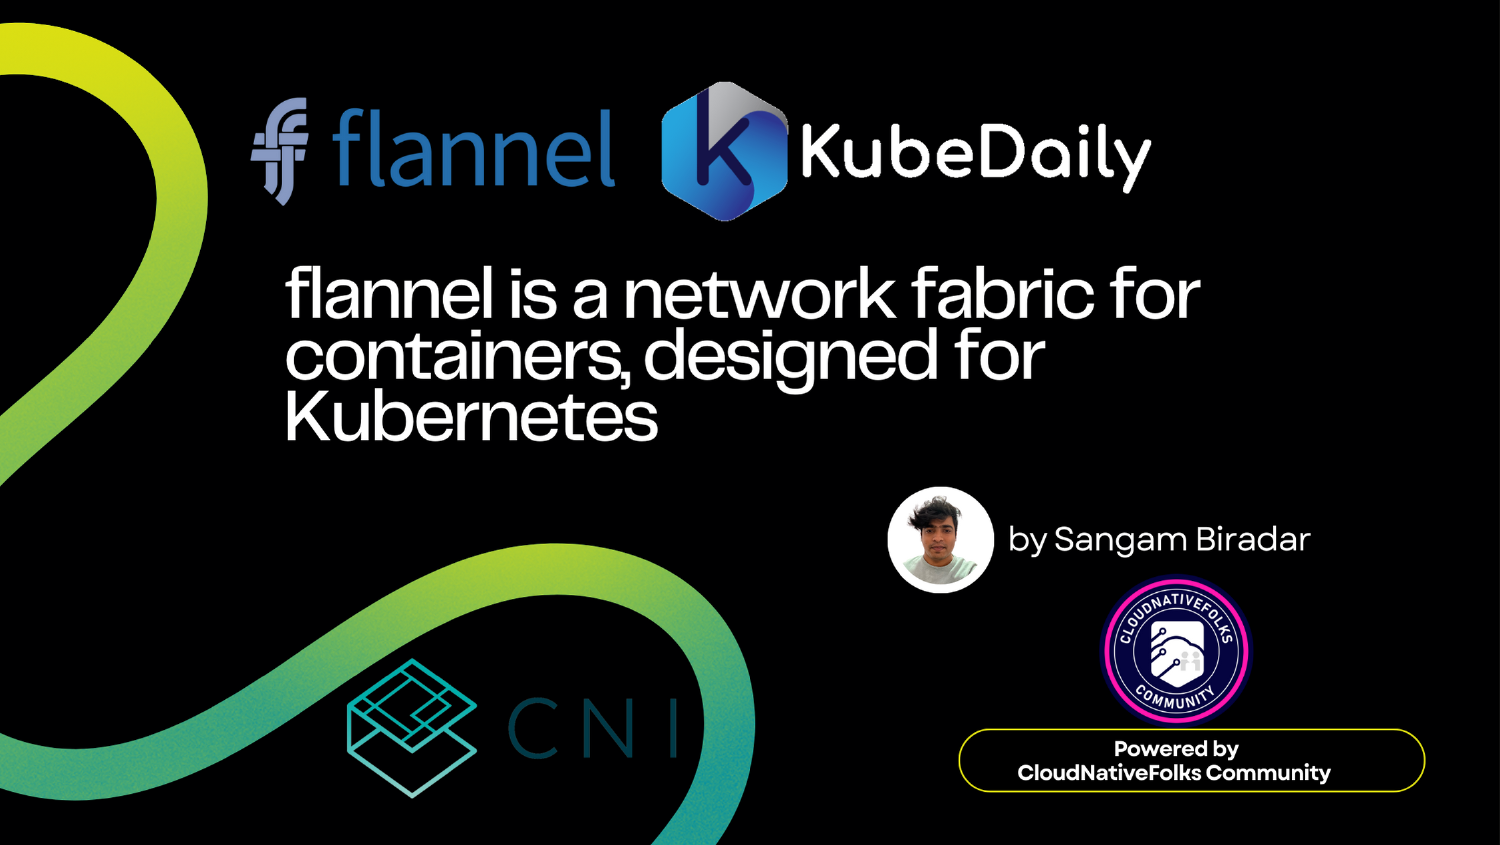 flannel
KubeDaily
flannel is a network fabric for
containers, designed for
Kubernetes
by Sangam Biradar
CLOUDNATIVEFOLKS
COMMUNITY
CNI
Powered by
CloudNativeFolks Community